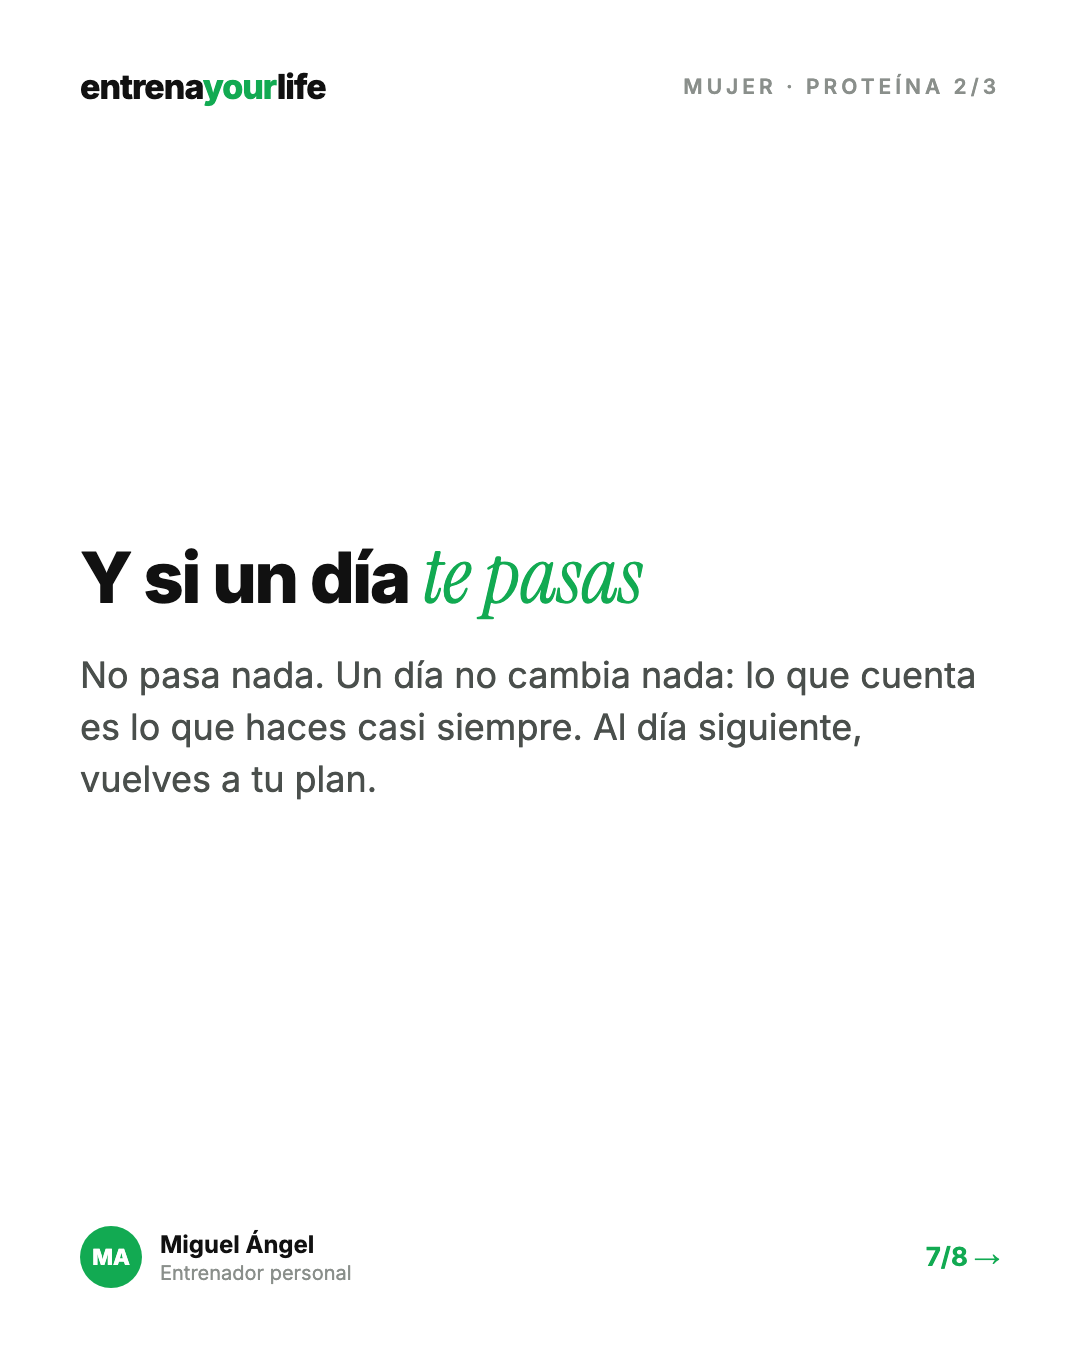 entrenayourlife
MUJER · PROTEÍNA 2/3
Y si un día te pasas
No pasa nada. Un día no cambia nada: lo que cuenta
es lo que haces casi siempre. Al día siguiente,
vuelves a tu plan.
MA
Miguel Ángel
Entrenador personal
7/8 →